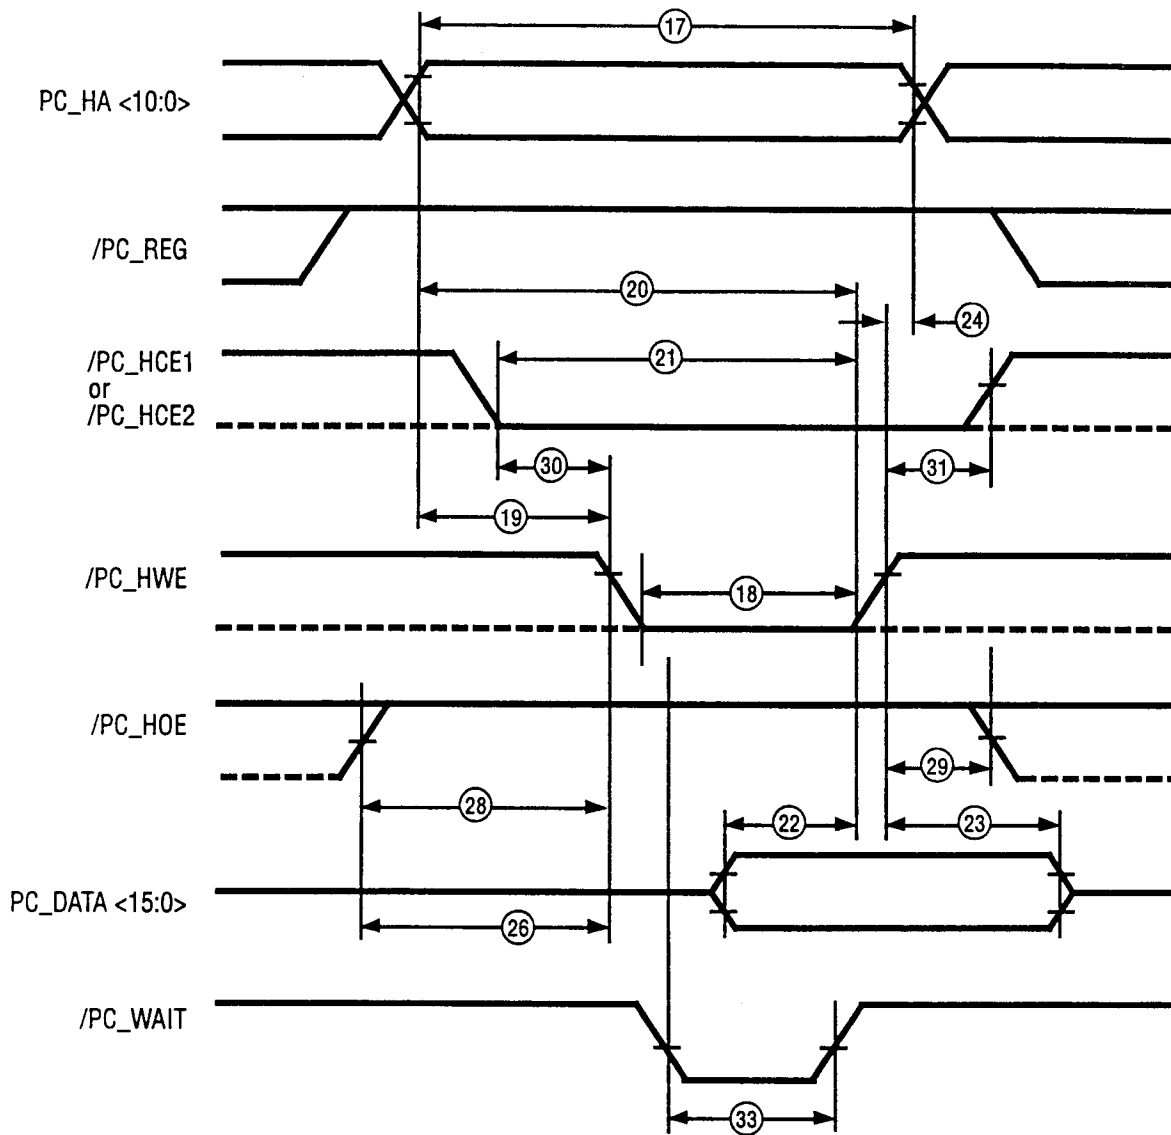 17
PC_HA <10:0>
/PC_REG
20
24
/PC_HCE1
or
/PC_HCE2
21
30
31
19
/PC_HWE
18
/PC_HOE
29
28
22
23
PC_DATA <15:0>
26
/PC_WAIT
33